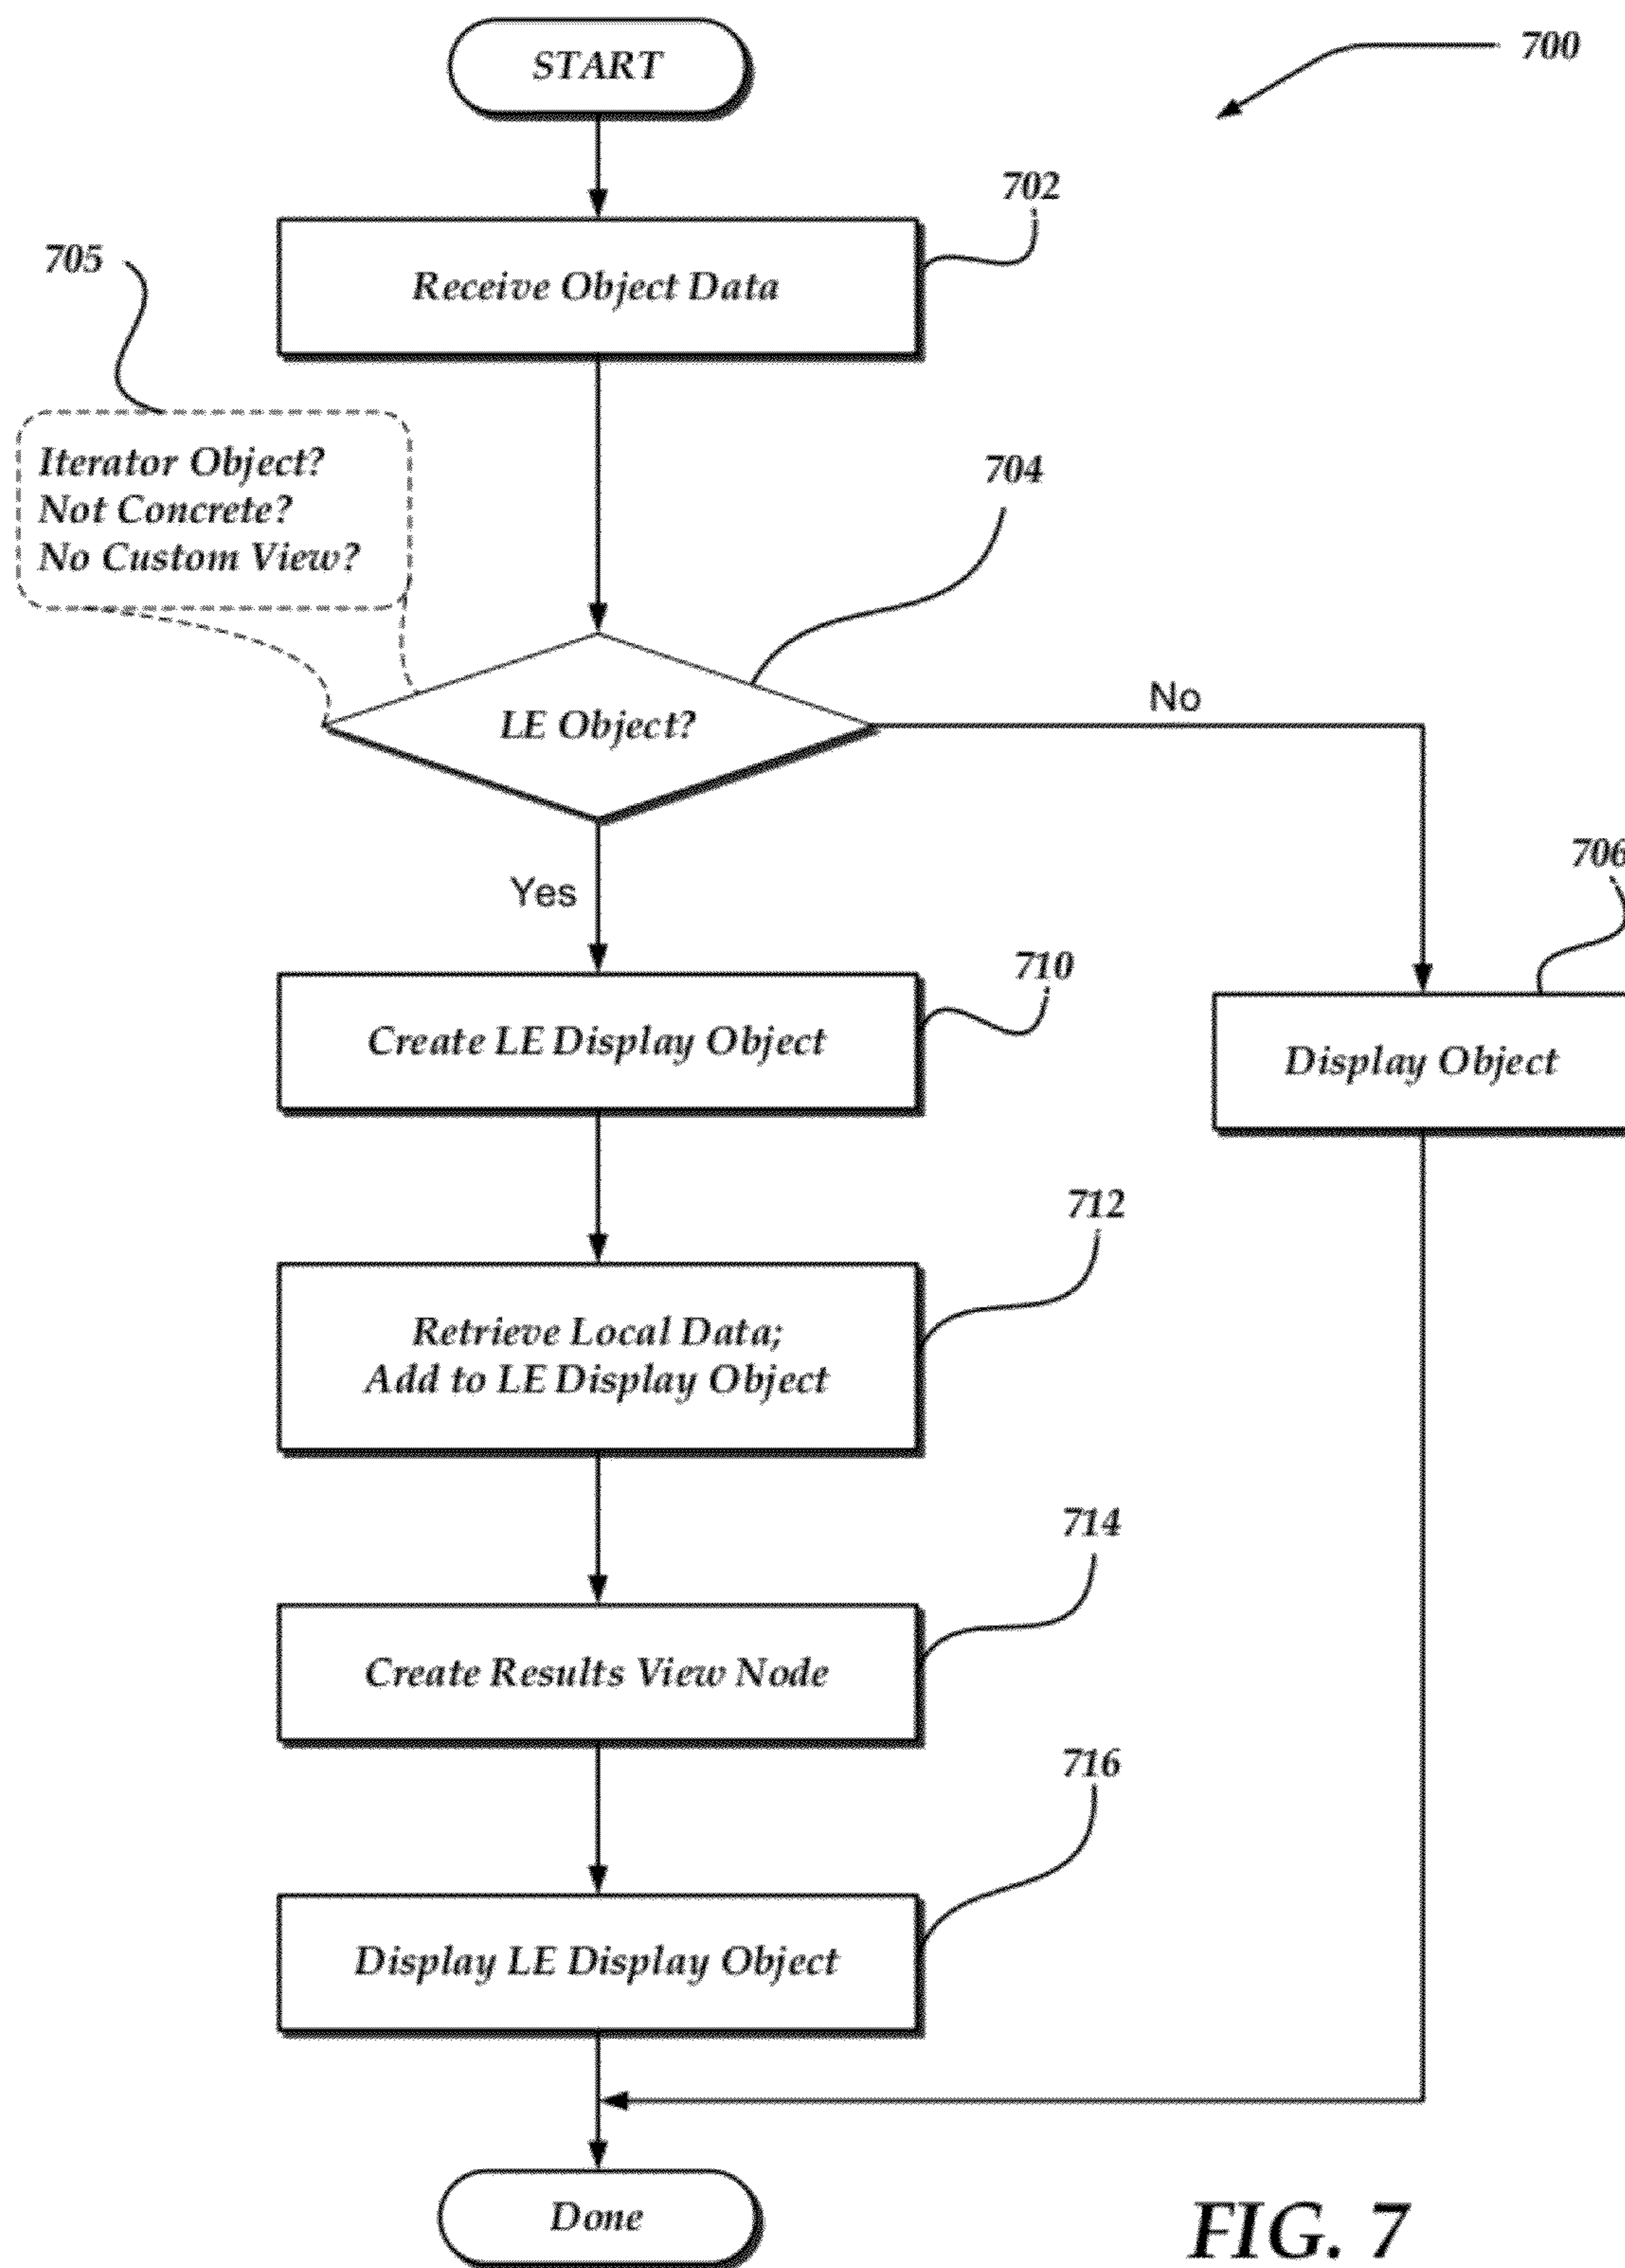 START
700
702
Receive Object Data
705
Iterator Object?
Not Concrete?
No Custom View?
704
LE Object?
No
Yes
706
710
Create LE Display Object
Display Object
712
Retrieve Local Data;
Add to LE Display Object
714
Create Results View Node
716
Display LE Display Object
Done
FIG. 7